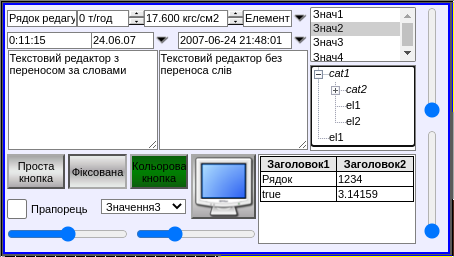 Рядок редагу 0 т/год 17.600 кгс/см2 Елемент
0:11:15 24.06.07 2007-06-24 21:48:01
Текстовий редактор з
переносом за словами
Текстовий редактор без
переноса слів
Знач1
Знач2
Знач3
Знач4
cat1
cat2
el1
el2
el1
Проста
кнопка
Фіксована
Кольорова
кнопка
Прапорець
Значення3
Заголовок1 Заголовок2
Рядок 1234
true 3.14159